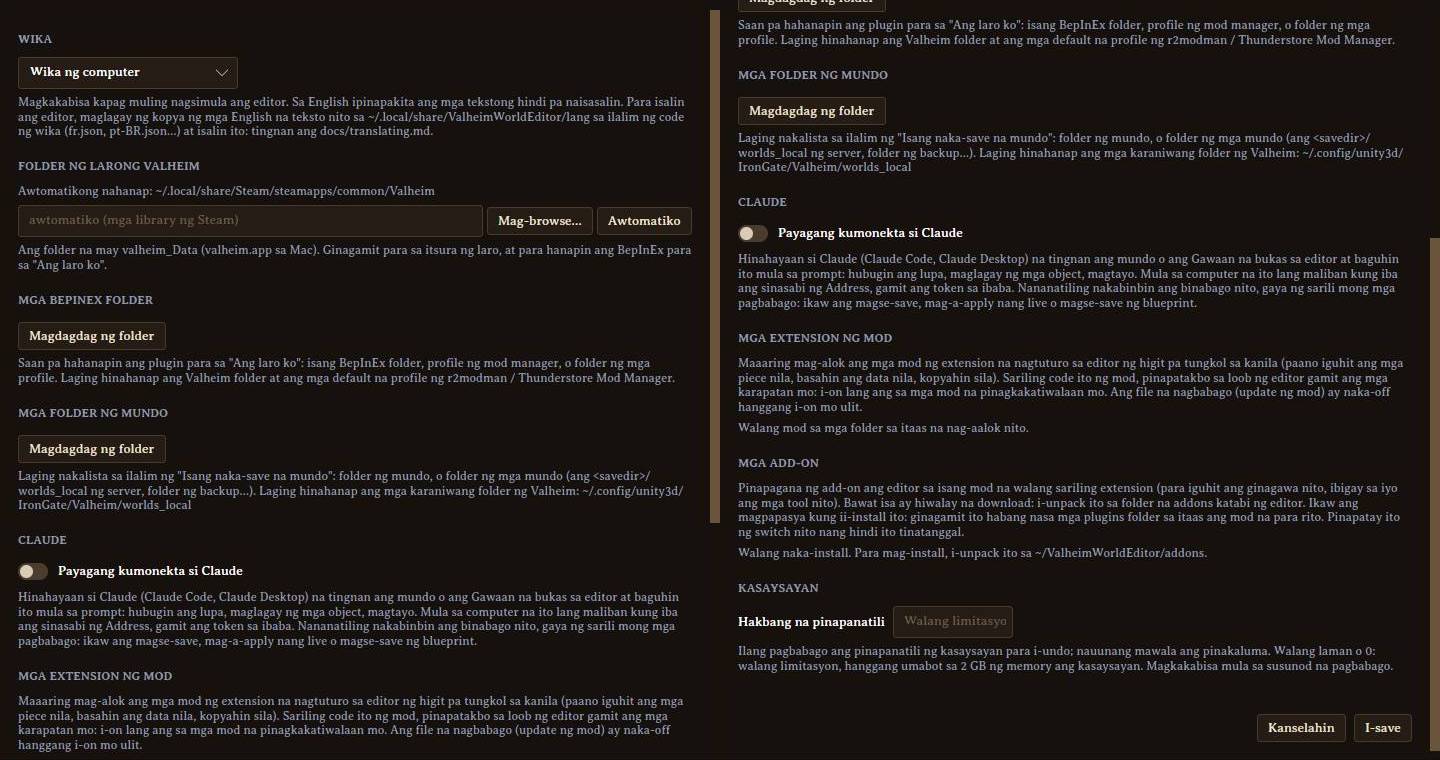 WIKA
Wika ng computer
Magkakabisa kapag muling nagsimula ang editor. Sa English ipinapakita ang mga tekstong hindi pa naisasalin. Para isalin
ang editor, maglagay ng kopya ng mga English na teksto nito sa ~/.local/share/ValheimWorldEditor/lang sa ilalim ng code
ng wika (fr.json, pt-BR.json...) at isalin ito: tingnan ang docs/translating.md.
FOLDER NG LARONG VALHEIM
Awtomatikong nahanap: ~/.local/share/Steam/steamapps/common/Valheim
awtomatiko (mga library ng Steam)
Mag-browse...
Awtomatiko
Ang folder na may valheim_Data (valheim.app sa Mac). Ginagamit para sa itsura ng laro, at para hanapin ang BepInEx para
sa "Ang laro ko".
MGA BEPINEX FOLDER
Magdagdag ng folder
Saan pa hahanapin ang plugin para sa "Ang laro ko": isang BepInEx folder, profile ng mod manager, o folder ng mga
profile. Laging hinahanap ang Valheim folder at ang mga default na profile ng r2modman / Thunderstore Mod Manager.
MGA FOLDER NG MUNDO
Magdagdag ng folder
Laging nakalista sa ilalim ng "Isang naka-save na mundo": folder ng mundo, o folder ng mga mundo (ang <savedir>/
worlds_local ng server, folder ng backup...). Laging hinahanap ang mga karaniwang folder ng Valheim: ~/.config/unity3d/
IronGate/Valheim/worlds_local
CLAUDE
Payagang kumonekta si Claude
Hinahayaan si Claude (Claude Code, Claude Desktop) na tingnan ang mundo o ang Gawaan na bukas sa editor at baguhin
ito mula sa prompt: hubugin ang lupa, maglagay ng mga object, magtayo. Mula sa computer na ito lang maliban kung iba
ang sinasabi ng Address, gamit ang token sa ibaba. Nananatiling nakabinbin ang binabago nito, gaya ng sarili mong mga
pagbabago: ikaw ang magse-save, mag-a-apply nang live o magse-save ng blueprint.
MGA EXTENSION NG MOD
Maaaring mag-alok ang mga mod ng extension na nagtuturo sa editor ng higit pa tungkol sa kanila (paano iguhit ang mga
piece nila, basahin ang data nila, kopyahin sila). Sariling code ito ng mod, pinapatakbo sa loob ng editor gamit ang mga
karapatan mo: i-on lang ang sa mga mod na pinagkakatiwalaan mo. Ang file na nagbabago (update ng mod) ay naka-off
hanggang i-on mo ulit.
Magdagdag ng folder
Saan pa hahanapin ang plugin para sa "Ang laro ko": isang BepInEx folder, profile ng mod manager, o folder ng mga
profile. Laging hinahanap ang Valheim folder at ang mga default na profile ng r2modman / Thunderstore Mod Manager.
MGA FOLDER NG MUNDO
Magdagdag ng folder
Laging nakalista sa ilalim ng "Isang naka-save na mundo": folder ng mundo, o folder ng mga mundo (ang <savedir>/
worlds_local ng server, folder ng backup...). Laging hinahanap ang mga karaniwang folder ng Valheim: ~/.config/unity3d/
IronGate/Valheim/worlds_local
CLAUDE
Payagang kumonekta si Claude
Hinahayaan si Claude (Claude Code, Claude Desktop) na tingnan ang mundo o ang Gawaan na bukas sa editor at baguhin
ito mula sa prompt: hubugin ang lupa, maglagay ng mga object, magtayo. Mula sa computer na ito lang maliban kung iba
ang sinasabi ng Address, gamit ang token sa ibaba. Nananatiling nakabinbin ang binabago nito, gaya ng sarili mong mga
pagbabago: ikaw ang magse-save, mag-a-apply nang live o magse-save ng blueprint.
MGA EXTENSION NG MOD
Maaaring mag-alok ang mga mod ng extension na nagtuturo sa editor ng higit pa tungkol sa kanila (paano iguhit ang mga
piece nila, basahin ang data nila, kopyahin sila). Sariling code ito ng mod, pinapatakbo sa loob ng editor gamit ang mga
karapatan mo: i-on lang ang sa mga mod na pinagkakatiwalaan mo. Ang file na nagbabago (update ng mod) ay naka-off
hanggang i-on mo ulit.
Walang mod sa mga folder sa itaas na nag-aalok nito.
MGA ADD-ON
Pinapagana ng add-on ang editor sa isang mod na walang sariling extension (para iguhit ang ginagawa nito, ibigay sa iyo
ang mga tool nito). Bawat isa ay hiwalay na download: i-unpack ito sa folder na addons katabi ng editor. Ikaw ang
magpapasya kung ii-install ito: ginagamit ito habang nasa mga plugins folder sa itaas ang mod na para rito. Pinapatay ito
ng switch nito nang hindi ito tinatanggal.
Walang naka-install. Para mag-install, i-unpack ito sa ~/ValheimWorldEditor/addons.
KASAYSAYAN
Hakbang na pinapanatili
Walang limitasyo
Ilang pagbabago ang pinapanatili ng kasaysayan para i-undo; nauunang mawala ang pinakaluma. Walang laman o 0:
walang limitasyon, hanggang umabot sa 2 GB ng memory ang kasaysayan. Magkakabisa mula sa susunod na pagbabago.
Kanselahin
I-save